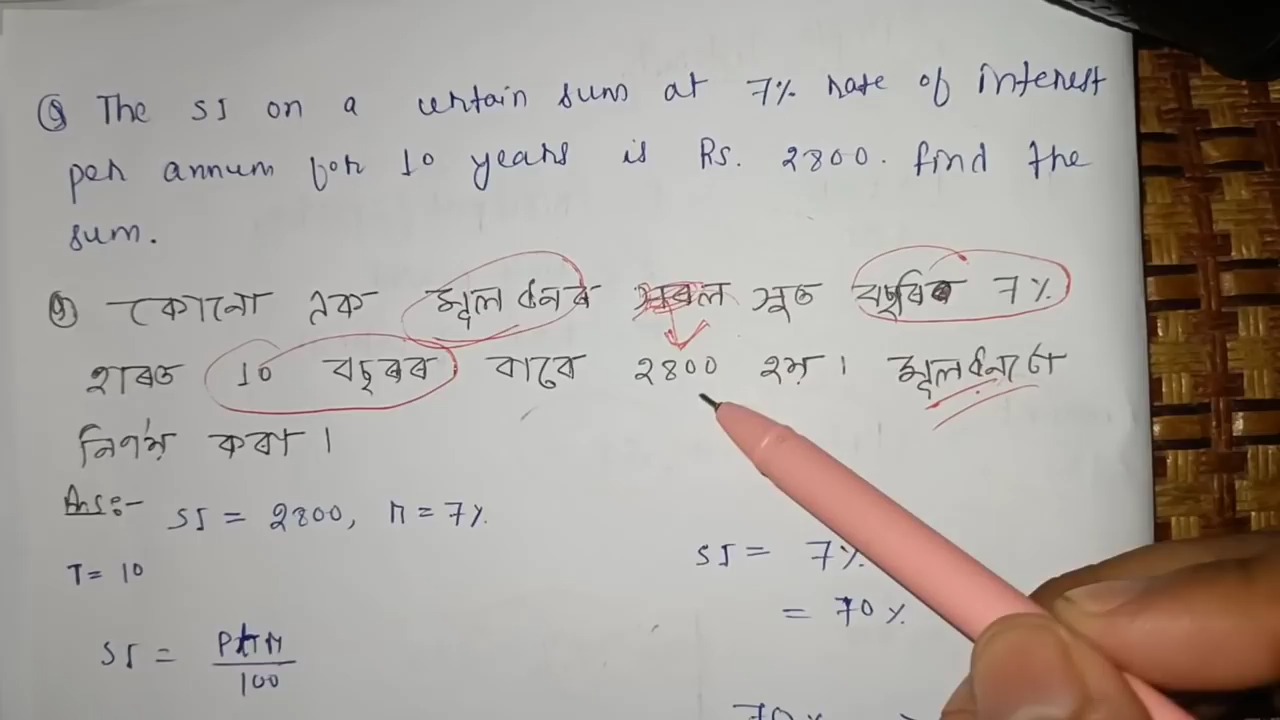 Q The SI on a certain sum at 7% rate of interest
per annum for 10 years is Rs. 2800. find the
sum.
Q কোনো এক মূলধনৰ সৰল সূত বছৰিৰ 7%
হাৰত 10 বছৰৰ বাবে 2800 হয়। মূলধনটো
নিৰ্ণয় কৰা।
Ans:- SI = 2800, r = 7%
T = 10
SI = 7%
= 70%
SI = PTR
100
70%